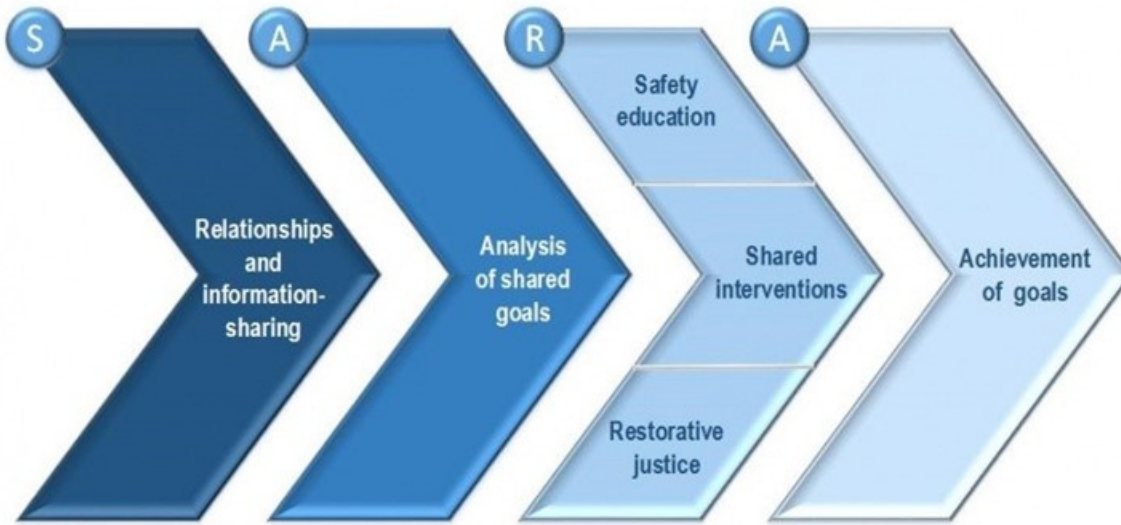 S
Relationships
and
information-
sharing
A
Analysis
of shared
goals
R
Safety
education
Shared
interventions
Restorative
justice
A
Achievement
of goals